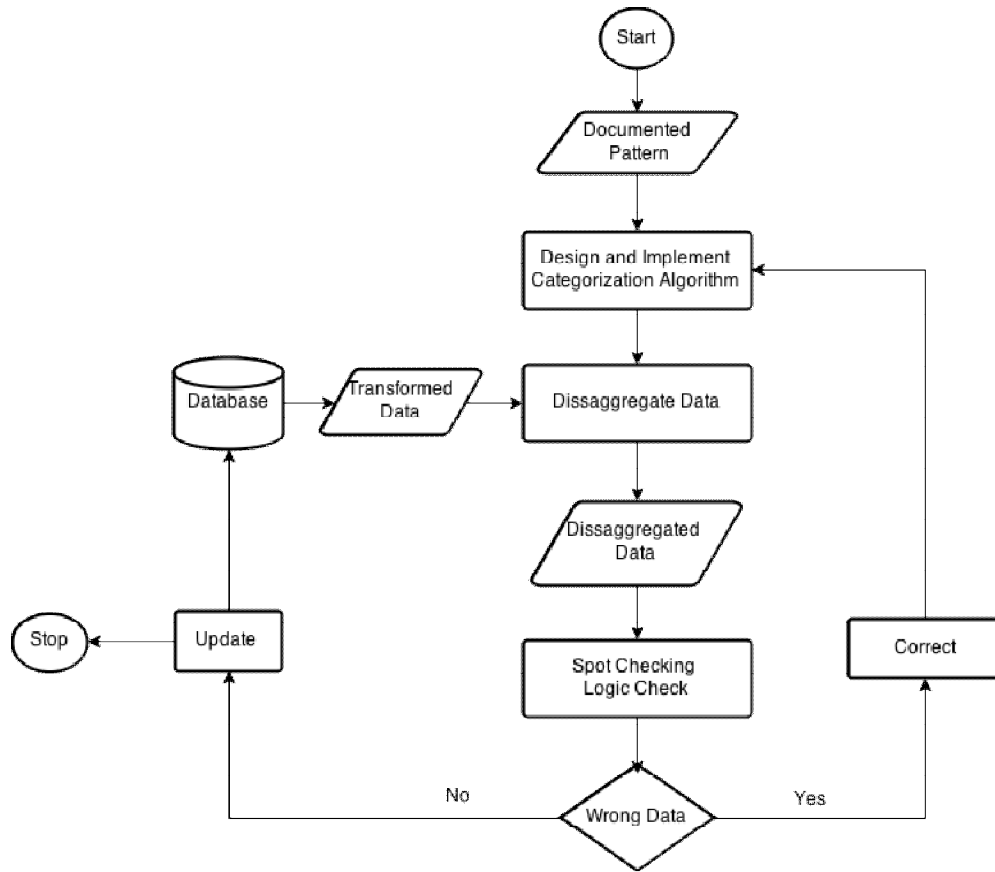 Start
Documented
Pattern
Design and Implement
Categorization Algorithm
Database
Transformed
Data
Dissaggregate Data
Dissaggregated
Data
Stop
Update
Spot Checking
Logic Check
Correct
No
Wrong Data
Yes